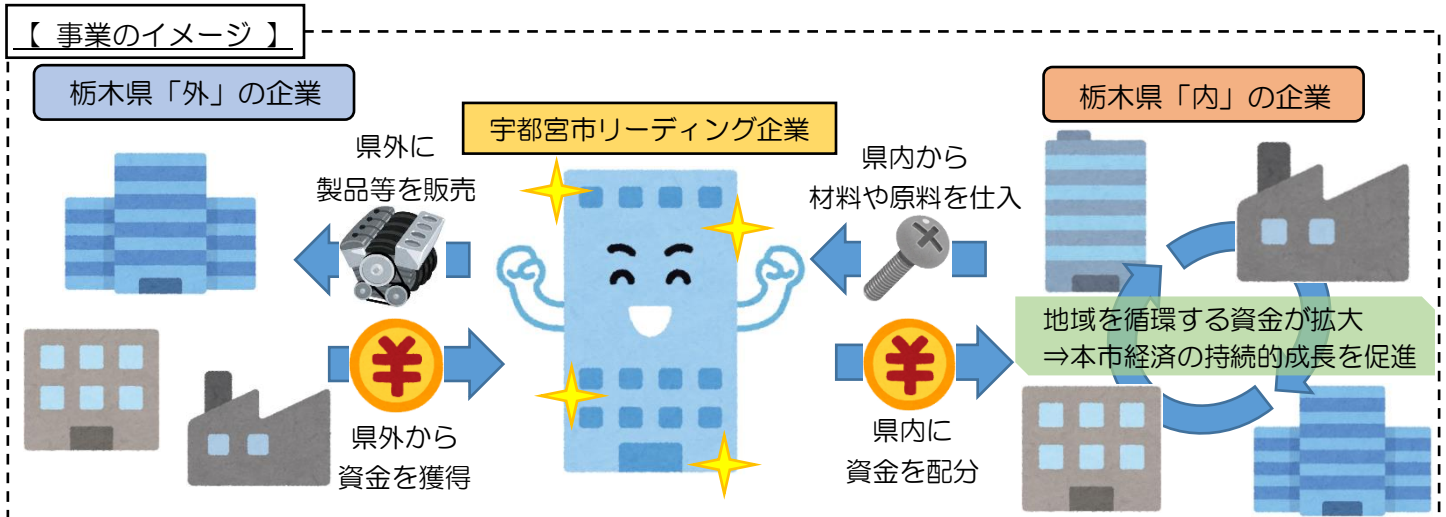 【 事業のイメージ 】
栃木県「外」の企業
宇都宮市リーディング企業
栃木県「内」の企業
県外に
製品等を販売
県内から
材料や原料を仕入
¥
県外から
資金を獲得
¥
県内に
資金を配分
地域を循環する資金が拡大
⇒本市経済の持続的成長を促進